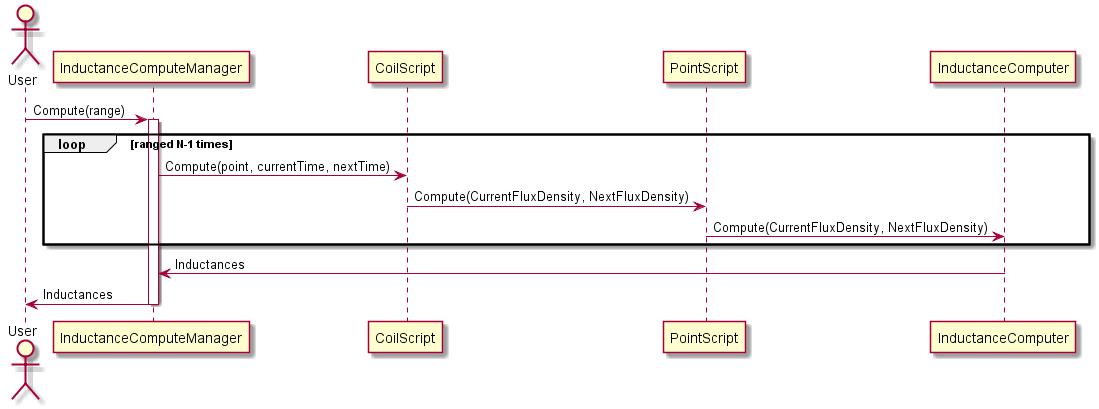 User
InductanceComputeManager
CoilScript
PointScript
InductanceComputer
Compute(range)
loop
[ranged N-1 times]
Compute(point, currentTime, nextTime)
Compute(CurrentFluxDensity, NextFluxDensity)
Compute(CurrentFluxDensity, NextFluxDensity)
Inductances
Inductances
User
InductanceComputeManager
CoilScript
PointScript
InductanceComputer